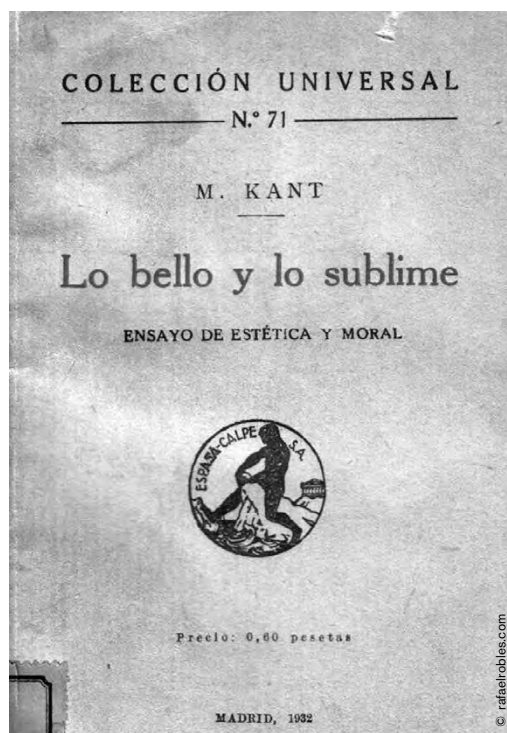 COLECCIÓN UNIVERSAL
N.º 71
M. KANT
Lo bello y lo sublime
ENSAYO DE ESTÉTICA Y MORAL
ESPASA-CALPE S.A.
Precio: 0,60 pesetas
MADRID, 1932
© rafaelrobles.com